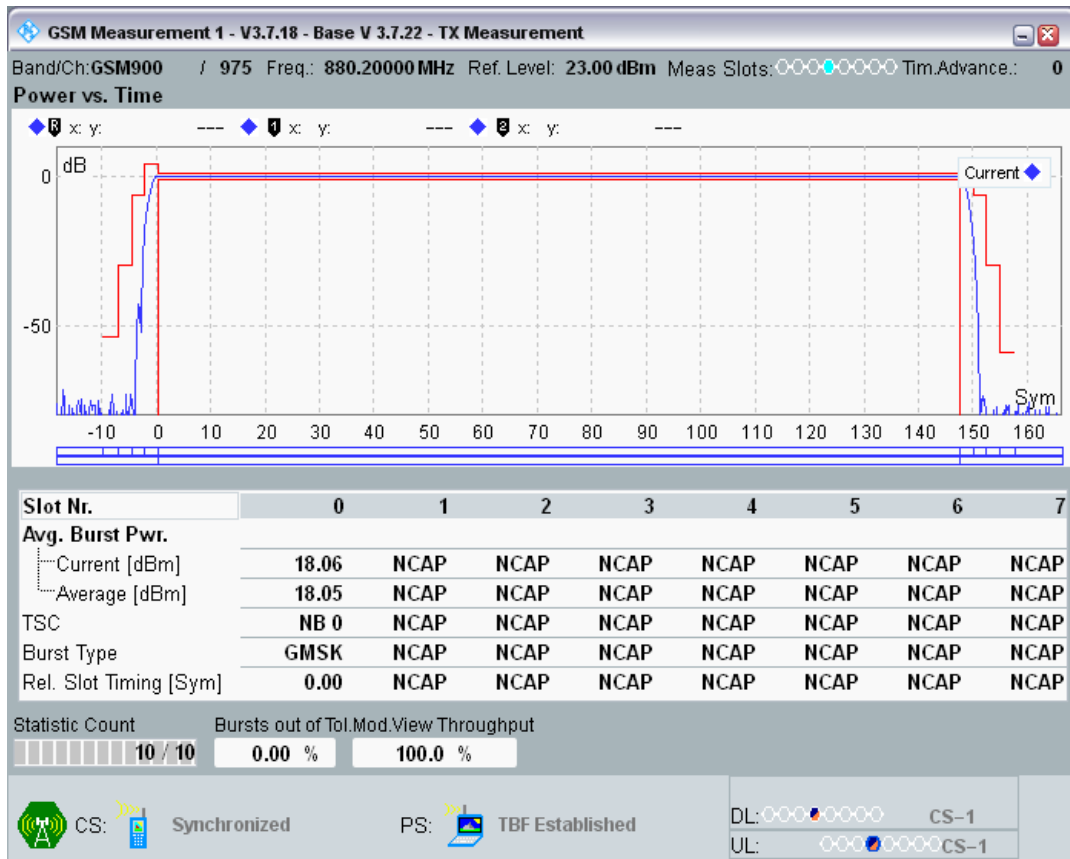 GSM Measurement 1 - V3.7.18 - Base V 3.7.22 - TX Measurement
Band/Ch:GSM900 / 975 Freq.: 880.20000 MHz Ref. Level: 23.00 dBm Meas Slots: Tim.Advance.: 0
Power vs. Time
R x: y: --- 1 x: y: --- 2 x: y: ---
dB
Current
0
-50
Sym
-10 0 10 20 30 40 50 60 70 80 90 100 110 120 130 140 150 160
Slot Nr. 0 1 2 3 4 5 6 7
Avg. Burst Pwr.
Current [dBm] 18.06 NCAP NCAP NCAP NCAP NCAP NCAP NCAP
Average [dBm] 18.05 NCAP NCAP NCAP NCAP NCAP NCAP NCAP
TSC NB 0 NCAP NCAP NCAP NCAP NCAP NCAP NCAP
Burst Type GMSK NCAP NCAP NCAP NCAP NCAP NCAP NCAP
Rel. Slot Timing [Sym] 0.00 NCAP NCAP NCAP NCAP NCAP NCAP NCAP
Statistic Count Bursts out of Tol.Mod.View Throughput
10 / 10 0.00 % 100.0 %
CS: Synchronized PS: TBF Established
DL: CS-1
UL: CS-1